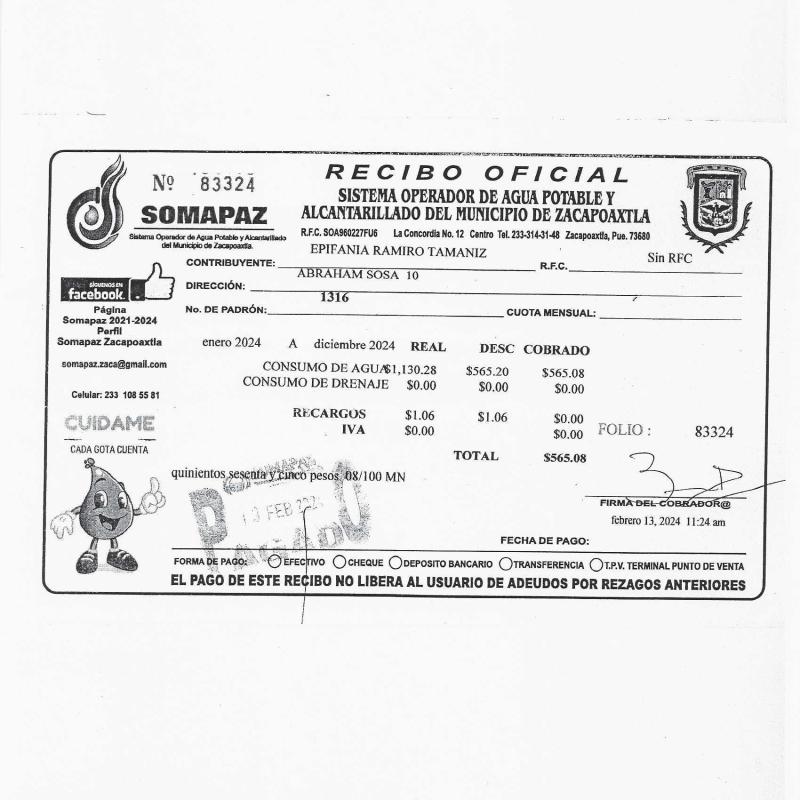 Nº 83324
RECIBO OFICIAL
SOMAPAZ
Sistema Operador de Agua Potable y Alcantarillado
del Municipio de Zacapoaxtla.
SISTEMA OPERADOR DE AGUA POTABLE Y
ALCANTARILLADO DEL MUNICIPIO DE ZACAPOAXTLA
R.F.C. SOA960227FU6 La Concordia No. 12 Centro Tel. 233-314-31-48 Zacapoaxtla, Pue. 73680
CONTRIBUYENTE: EPIFANIA RAMIRO TAMANIZ R.F.C. Sin RFC
DIRECCIÓN: ABRAHAM SOSA 10
No. DE PADRÓN: 1316 CUOTA MENSUAL:
SÍGUENOS EN
facebook.
Página
Somapaz 2021-2024
Perfil
Somapaz Zacapoaxtla
somapaz.zaca@gmail.com
Celular: 233 108 55 81
CUIDAME
CADA GOTA CUENTA
enero 2024 A diciembre 2024 REAL DESC COBRADO
CONSUMO DE AGUA $1,130.28 $565.20 $565.08
CONSUMO DE DRENAJE $0.00 $0.00 $0.00
RECARGOS $1.06 $1.06 $0.00
IVA $0.00 $0.00
FOLIO : 83324
TOTAL $565.08
quinientos sesenta y cinco pesos 08/100 MN
13 FEB
PAGADO
FIRMA DEL COBRADOR@
febrero 13, 2024 11:24 am
FECHA DE PAGO:
FORMA DE PAGO: EFECTIVO CHEQUE DEPOSITO BANCARIO TRANSFERENCIA T.P.V. TERMINAL PUNTO DE VENTA
EL PAGO DE ESTE RECIBO NO LIBERA AL USUARIO DE ADEUDOS POR REZAGOS ANTERIORES